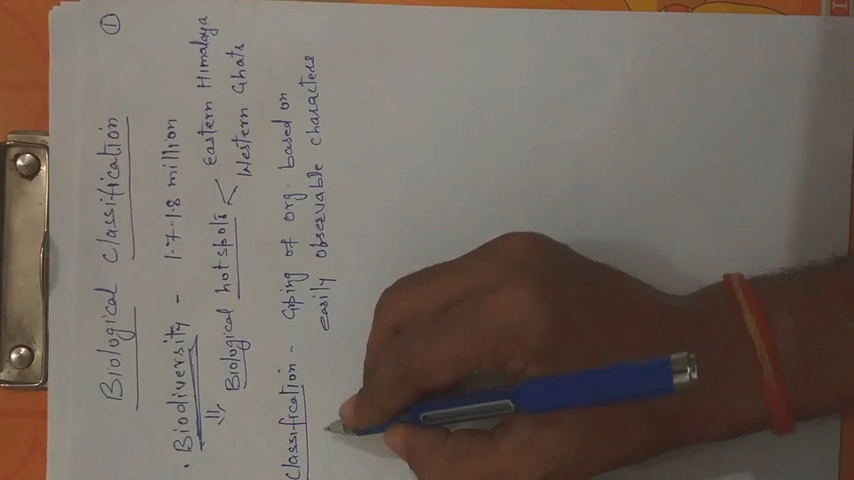 ①
Biological Classification
• Biodiversity - 1.7-1.8 million
⇓ Biological hotspots < Eastern Himalaya
Western Ghats
Classification - Gping of org. based on
easily observable characters